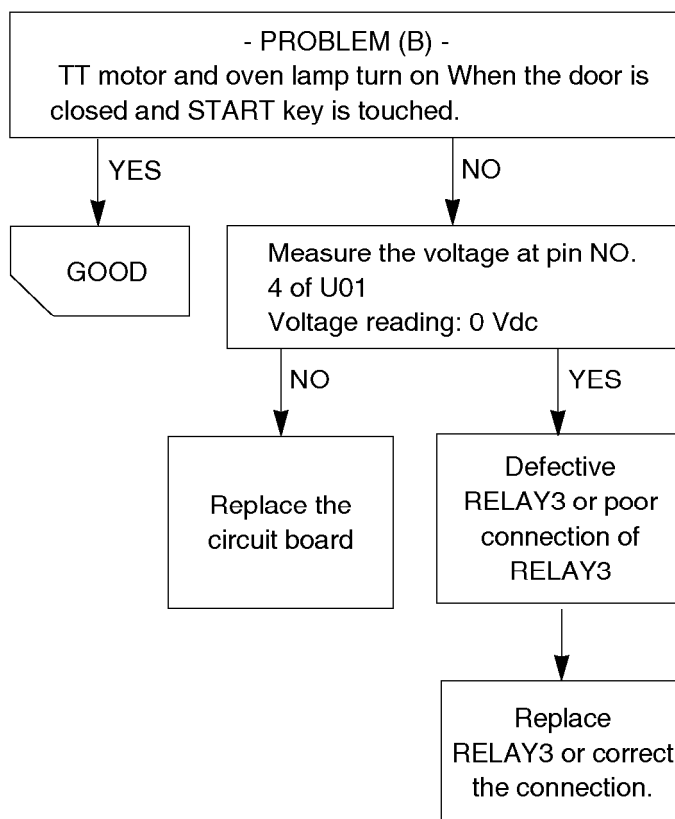 - PROBLEM (B) -
TT motor and oven lamp turn on When the door is
closed and START key is touched.
YES
NO
GOOD
Measure the voltage at pin NO.
4 of U01
Voltage reading: 0 Vdc
NO
YES
Replace the
circuit board
Defective
RELAY3 or poor
connection of
RELAY3
Replace
RELAY3 or correct
the connection.